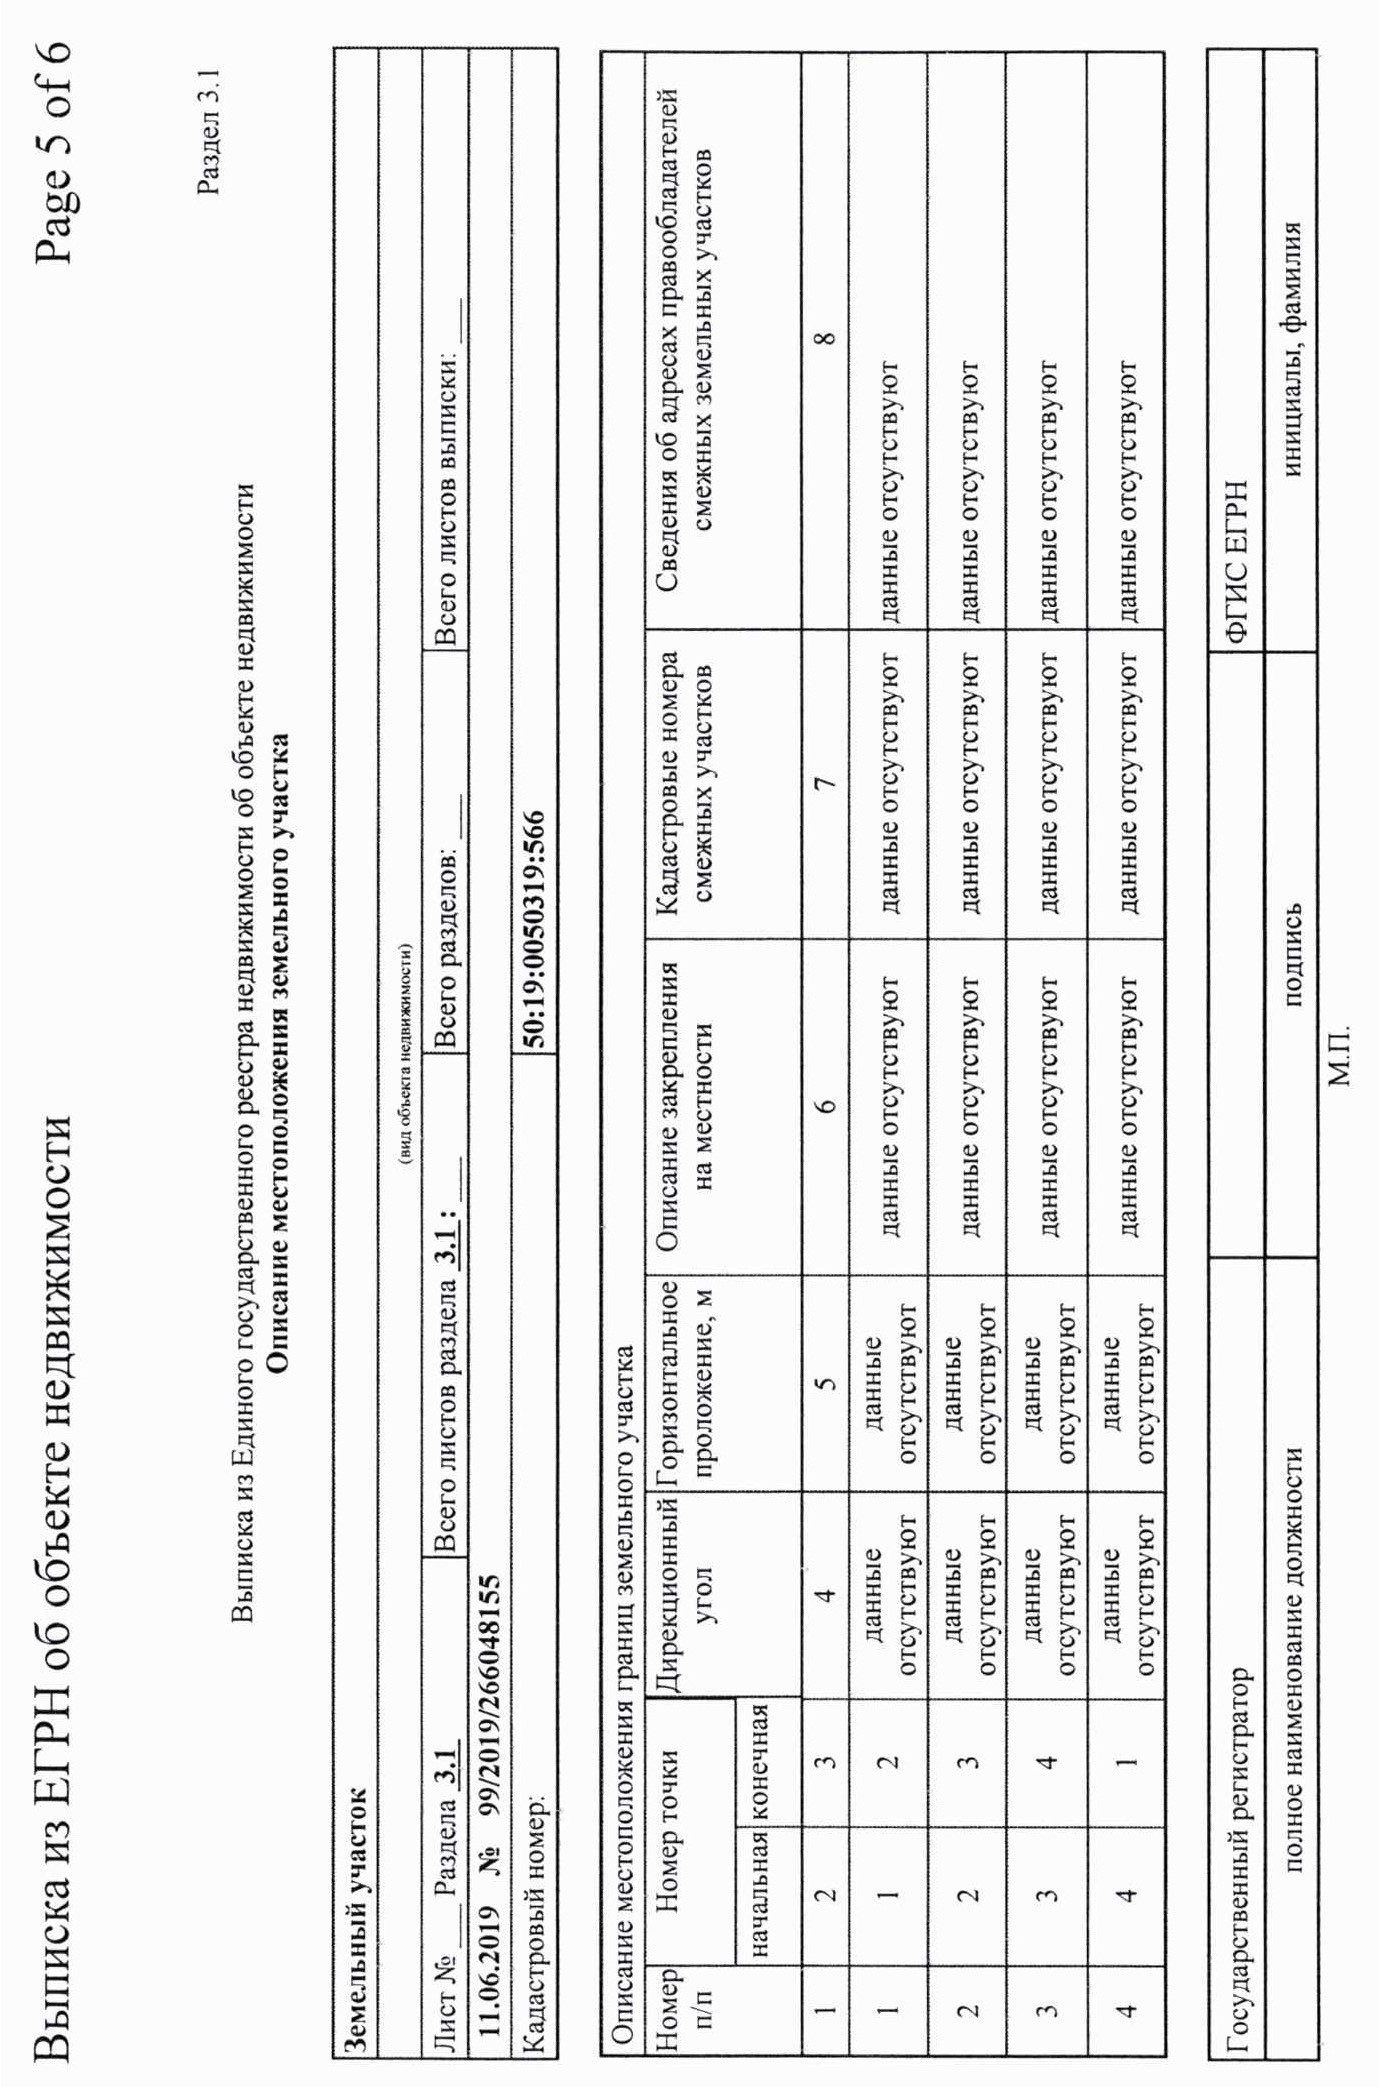 Выписка из ЕГРН об объекте недвижимости Page 5 of 6
Раздел 3.1
Выписка из Единого государственного реестра недвижимости об объекте недвижимости
Описание местоположения земельного участка
Земельный участок
(вид объекта недвижимости)
Лист № ___ Раздела 3.1 Всего листов раздела 3.1 : ___ Всего разделов: ___ Всего листов выписки: ___
11.06.2019 № 99/2019/266048155
Кадастровый номер: 50:19:0050319:566
Описание местоположения границ земельного участка
Номер п/п Номер точки Дирекционный угол Горизонтальное проложение, м Описание закрепления на местности Кадастровые номера смежных участков Сведения об адресах правообладателей смежных земельных участков
начальная конечная
1 2 3 4 5 6 7 8
1 1 2 данные отсутствуют данные отсутствуют данные отсутствуют данные отсутствуют данные отсутствуют
2 2 3 данные отсутствуют данные отсутствуют данные отсутствуют данные отсутствуют данные отсутствуют
3 3 4 данные отсутствуют данные отсутствуют данные отсутствуют данные отсутствуют данные отсутствуют
4 4 1 данные отсутствуют данные отсутствуют данные отсутствуют данные отсутствуют данные отсутствуют
Государственный регистратор ФГИС ЕГРН
полное наименование должности подпись инициалы, фамилия
М.П.